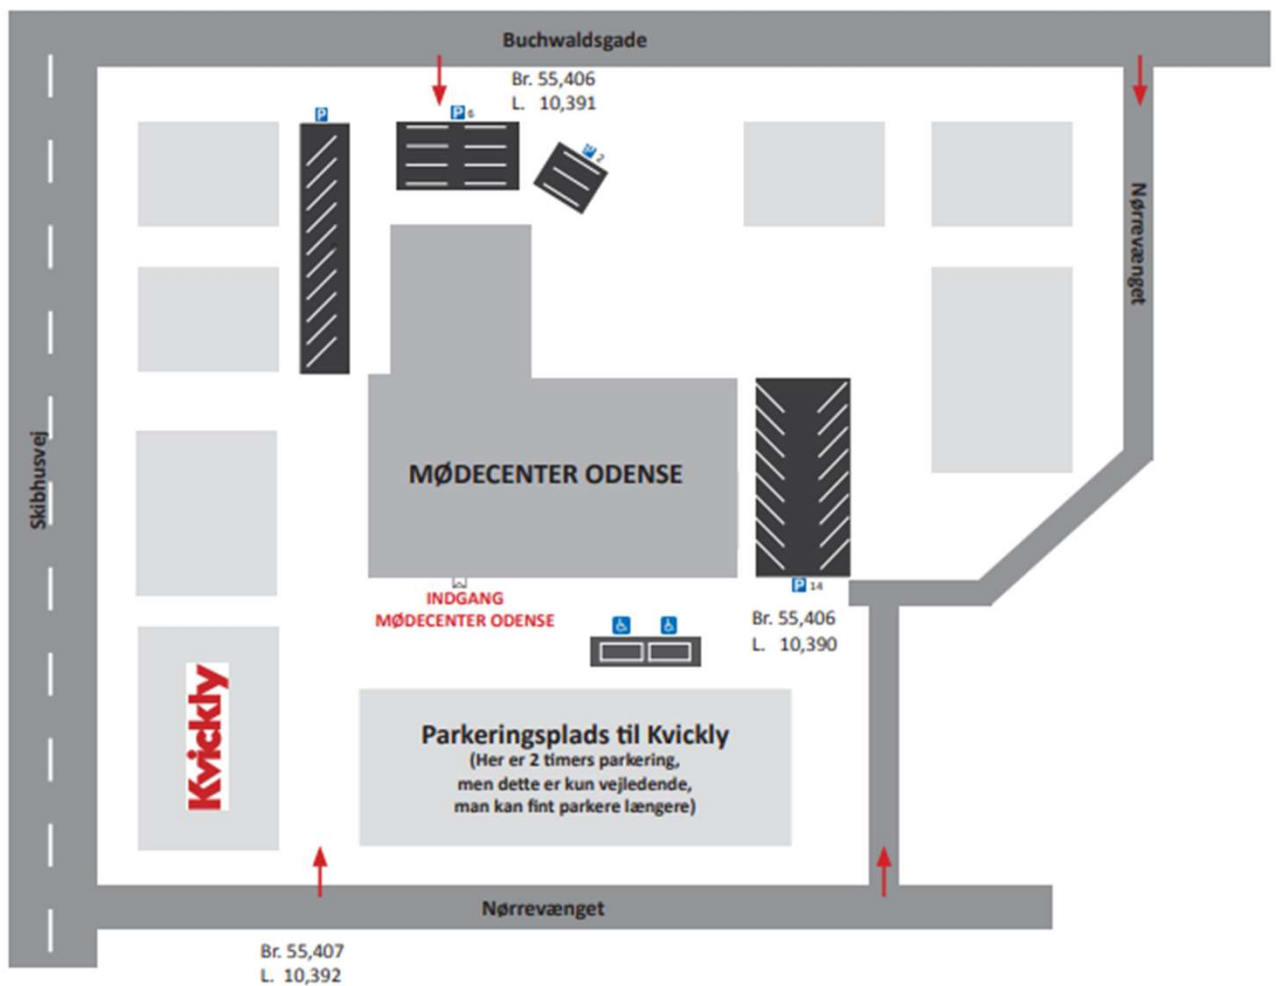 Buchwaldsgade
Br. 55,406
L. 10,391
P
P 6
P 2
Nørrevænget
Skibhusvej
MØDECENTER ODENSE
INDGANG
MØDECENTER ODENSE
P 14
Br. 55,406
L. 10,390
Kvickly
Parkeringsplads til Kvickly
(Her er 2 timers parkering,
men dette er kun vejledende,
man kan fint parkere længere)
Nørrevænget
Br. 55,407
L. 10,392